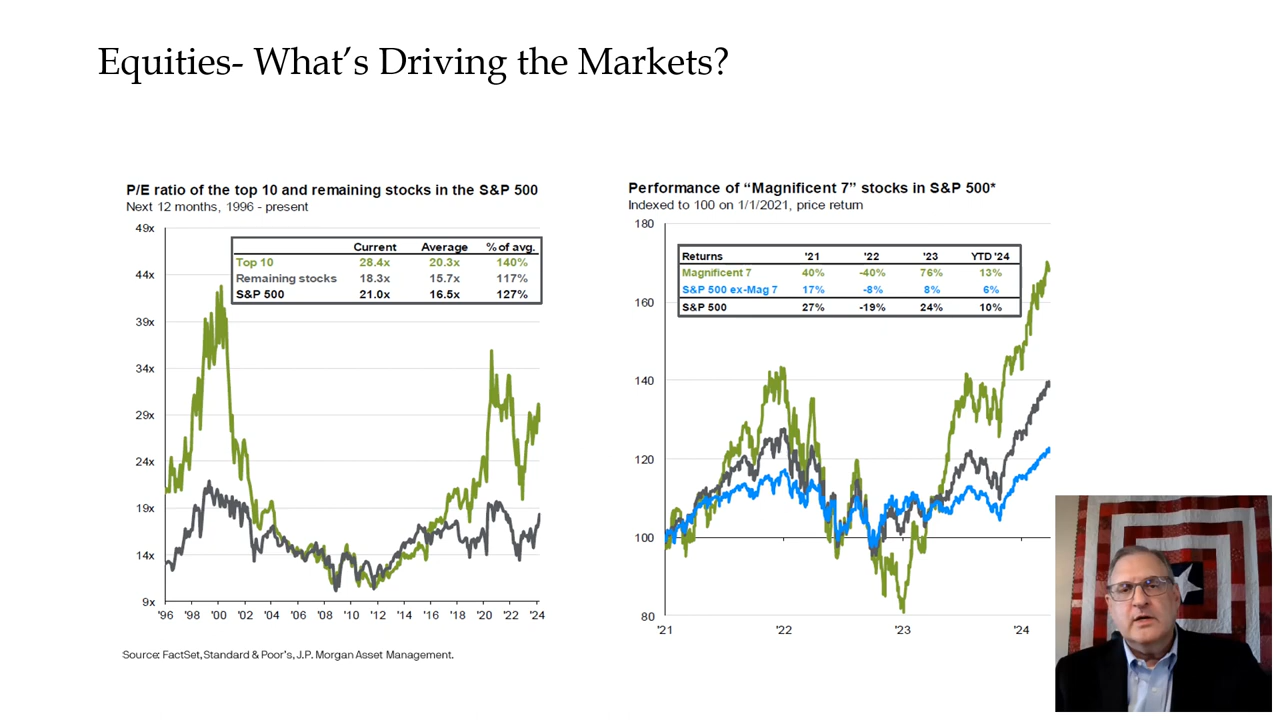 Equities- What's Driving the Markets?
P/E ratio of the top 10 and remaining stocks in the S&P 500
Next 12 months, 1996 - present
49x
44x
39x
34x
29x
24x
19x
14x
9x
Current Average % of avg.
Top 10 28.4x 20.3x 140%
Remaining stocks 18.3x 15.7x 117%
S&P 500 21.0x 16.5x 127%
'96 '98 '00 '02 '04 '06 '08 '10 '12 '14 '16 '18 '20 '22 '24
Source: FactSet, Standard & Poor's, J.P. Morgan Asset Management.
Performance of “Magnificent 7” stocks in S&P 500*
Indexed to 100 on 1/1/2021, price return
180
160
140
120
100
80
Returns '21 '22 '23 YTD '24
Magnificent 7 40% -40% 76% 13%
S&P 500 ex-Mag 7 17% -8% 8% 6%
S&P 500 27% -19% 24% 10%
'21 '22 '23 '24